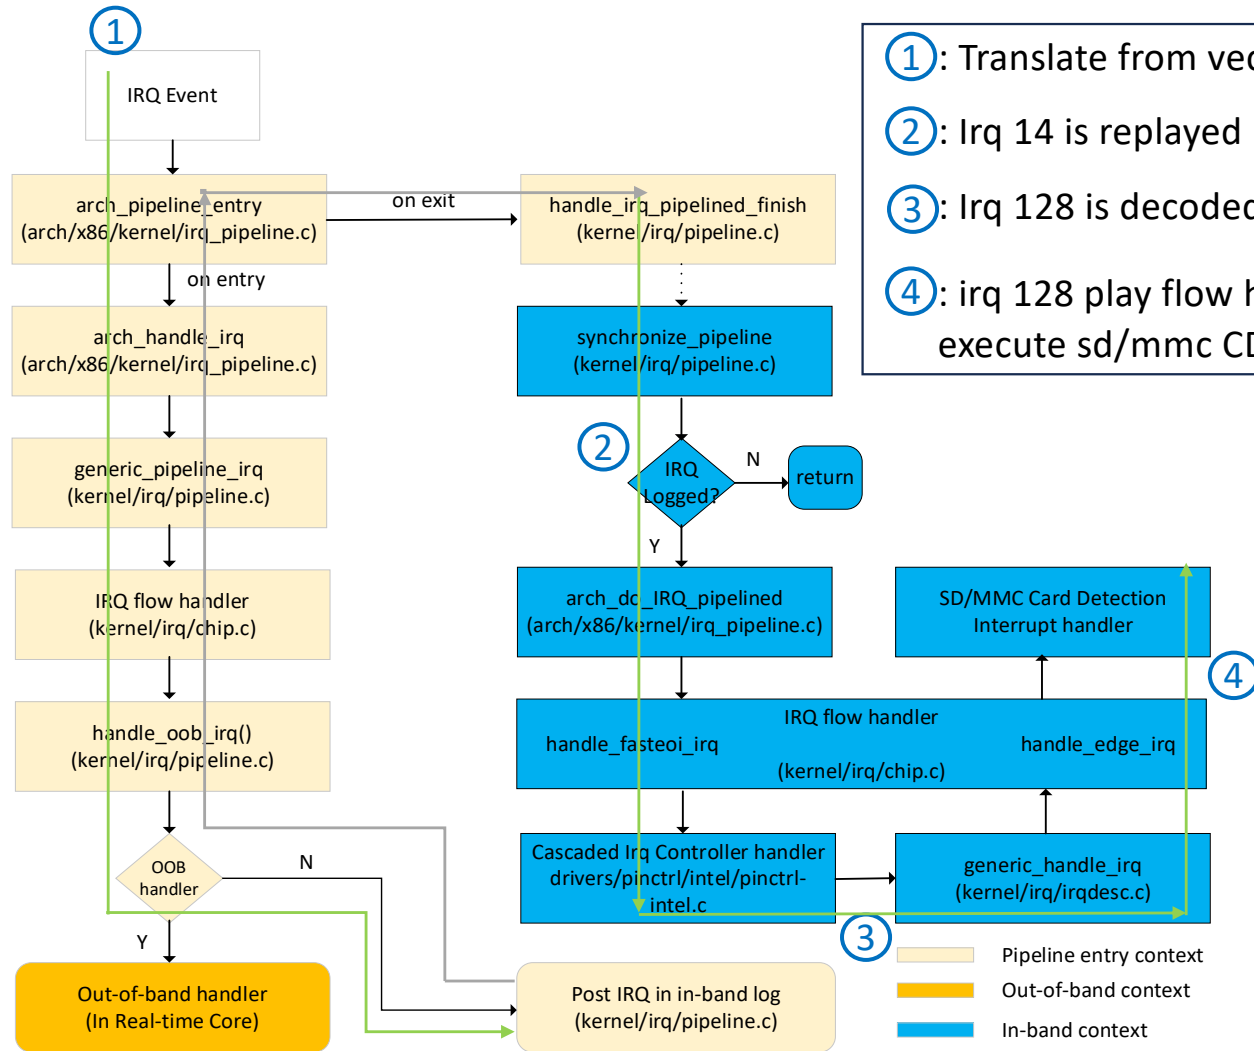 1
IRQ Event
arch_pipeline_entry
(arch/x86/kernel/irq_pipeline.c)
on exit
handle_irq_pipelined_finish
(kernel/irq/pipeline.c)
on entry
arch_handle_irq
(arch/x86/kernel/irq_pipeline.c)
synchronize_pipeline
(kernel/irq/pipeline.c)
generic_pipeline_irq
(kernel/irq/pipeline.c)
2
IRQ
Logged?
N
return
Y
IRQ flow handler
(kernel/irq/chip.c)
arch_do_IRQ_pipelined
(arch/x86/kernel/irq_pipeline.c)
SD/MMC Card Detection
Interrupt handler
4
handle_oob_irq()
(kernel/irq/pipeline.c)
IRQ flow handler
handle_fasteoi_irq
handle_edge_irq
(kernel/irq/chip.c)
OOB
handler
N
Y
Cascaded Irq Controller handler
drivers/pinctrl/intel/pinctrl-
intel.c
generic_handle_irq
(kernel/irq/irqdesc.c)
3
Out-of-band handler
(In Real-time Core)
Post IRQ in in-band log
(kernel/irq/pipeline.c)
Pipeline entry context
Out-of-band context
In-band context
1: Translate from
2: Irq 14 is replayed
3: Irq 128 is decoded
4: irq 128 play flow
execute sd/mmc